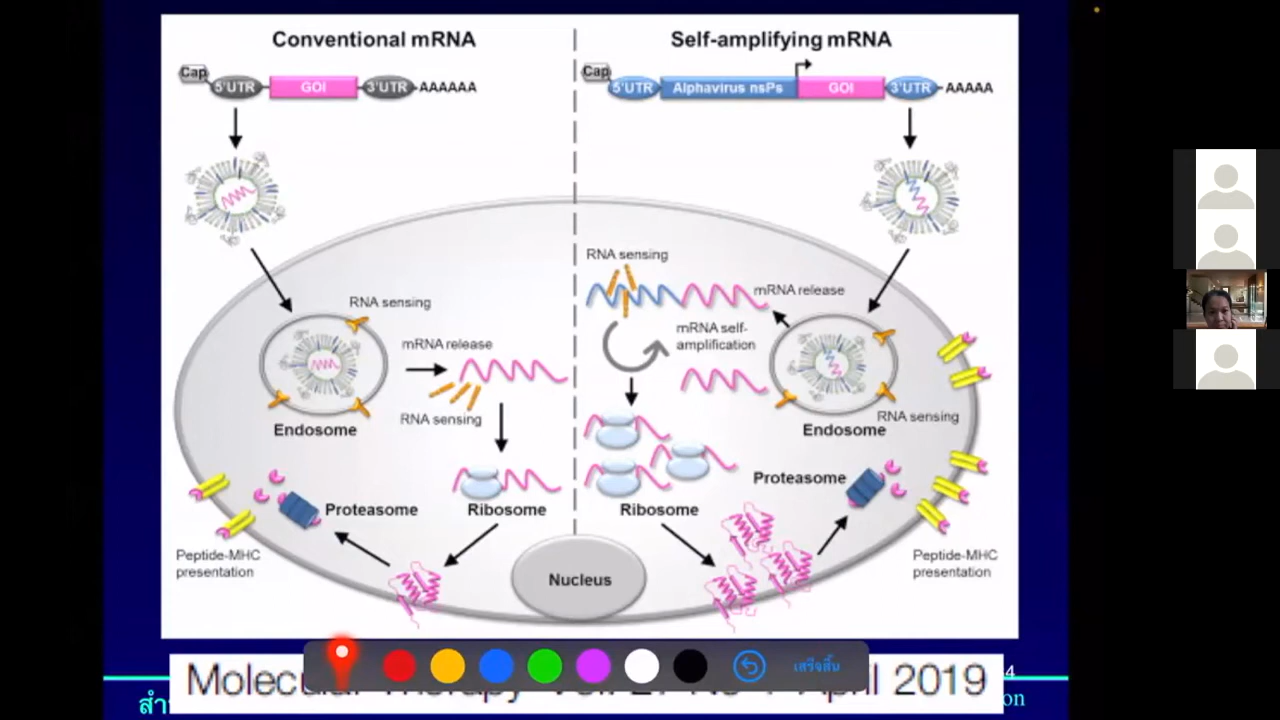 Conventional mRNA
Self-amplifying mRNA
Cap
5'UTR
GOI
3'UTR
AAAAAA
Cap
5'UTR
Alphavirus nsPs
GOI
3'UTR
AAAAA
RNA sensing
mRNA release
RNA sensing
Endosome
Proteasome
Ribosome
Peptide-MHC
presentation
RNA sensing
mRNA release
mRNA self-
amplification
RNA sensing
Endosome
Proteasome
Ribosome
Peptide-MHC
presentation
Nucleus
เสร็จสิ้น
Molecular Therapy April 2019
4